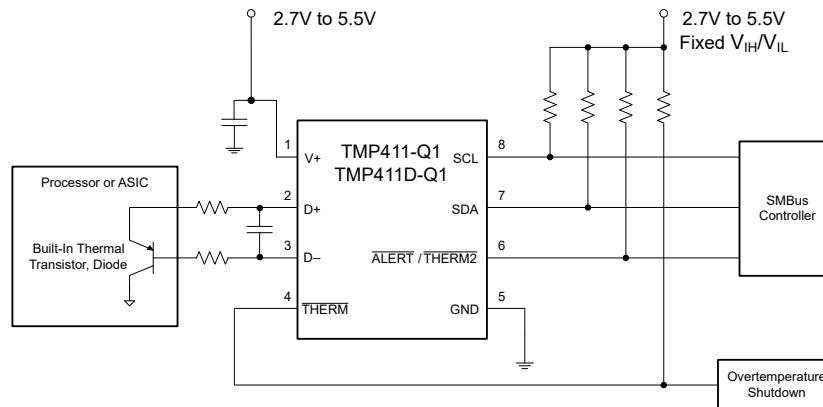 2.7V to 5.5V
2.7V to 5.5V
Fixed VIH/VIL
TMP411-Q1
TMP411D-Q1
1
V+
SCL
8
Processor or ASIC
2
D+
SDA
7
SMBus
Controller
Built-In Thermal
Transistor, Diode
3
D–
ALERT / THERM2
6
4
THERM
GND
5
Overtemperature
Shutdown